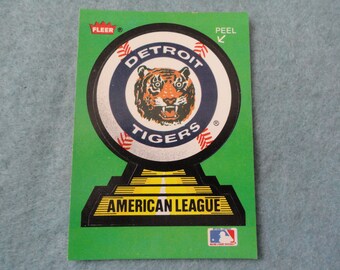 FLEER
PEEL
DETROIT
TIGERS
®
AMERICAN LEAGUE